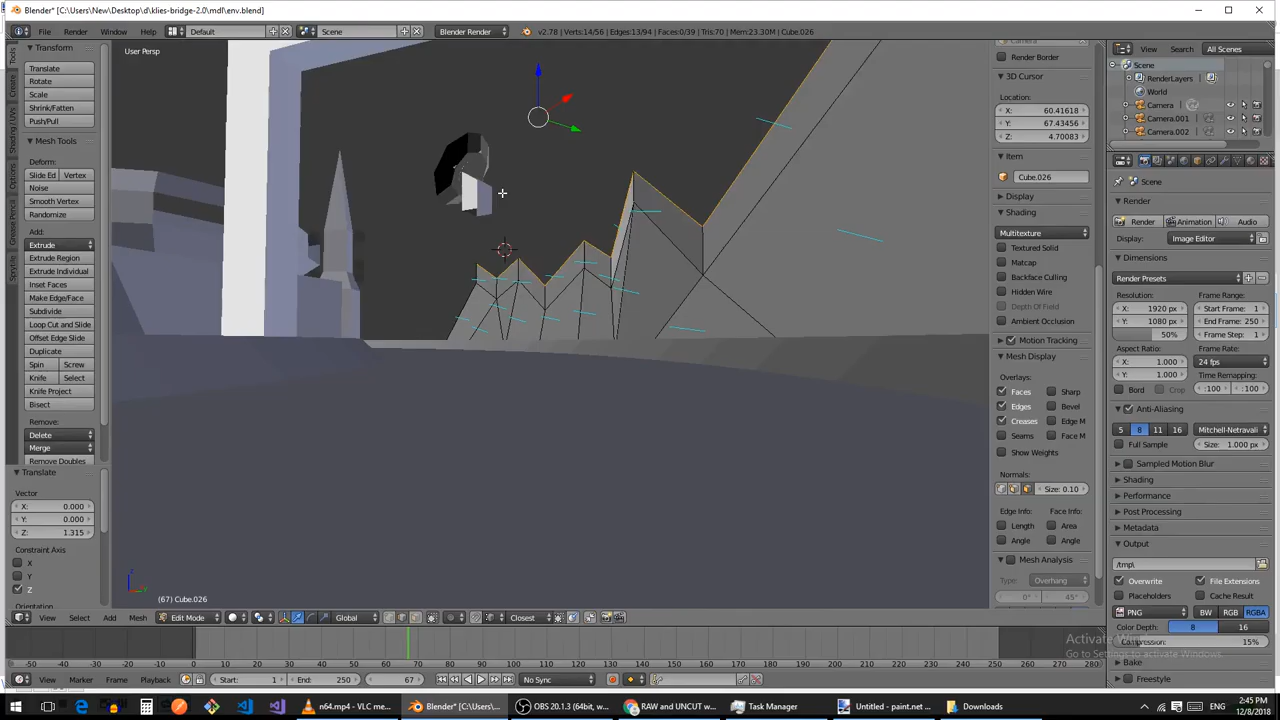 Blender* [C:\Users\New\Desktop\d\klies-bridge-2.0\mdl\env.blend]
File Render Window Help Default Scene Blender Render v2.78 | Verts:14/56 | Edges:13/94 | Faces:0/39 | Tris:70 | Mem:23.30M | Cube.026
View Search All Scenes
Scene
RenderLayers
World
Camera
Camera.001
Camera.002
Tools
Create
Shading / UVs
Options
Grease Pencil
Transform
Translate
Rotate
Scale
Shrink/Fatten
Push/Pull
Mesh Tools
Deform:
Slide Ed Vertex
Noise
Smooth Vertex
Randomize
Add:
Extrude
Extrude Region
Extrude Individual
Inset Faces
Make Edge/Face
Subdivide
Loop Cut and Slide
Offset Edge Slide
Duplicate
Spin Screw
Knife Select
Knife Project
Bisect
Remove:
Delete
Merge
Remove Doubles
Translate
Vector
X: 0.000
Y: 0.000
Z: 1.315
Constraint Axis
X
Y
Z
Orientation
User Persp
(67) Cube.026
Render Border
3D Cursor
Location:
X: 60.41618
Y: 67.43456
Z: 4.70083
Item
Cube.026
Display
Shading
Multitexture
Textured Solid
Matcap
Backface Culling
Hidden Wire
Depth Of Field
Ambient Occlusion
Motion Tracking
Mesh Display
Overlays:
Faces Sharp
Edges Bevel
Creases Edge M
Seams Face M
Show Weights
Normals:
Size: 0.10
Edge Info: Face Info:
Length Area
Angle Angle
Mesh Analysis
Type: Overhang
0° 45°
Scene
Render
Render Animation Audio
Display: Image Editor
Dimensions
Render Presets
Resolution: Frame Range:
X: 1920 px Start Frame: 1
Y: 1080 px End Frame: 250
50% Frame Step: 1
Aspect Ratio: Frame Rate:
X: 1.000 24 fps
Y: 1.000 Time Remapping:
Bord Crop :100 :100
Anti-Aliasing
5 8 11 16 Mitchell-Netravali
Full Sample Size: 1.000 px
Sampled Motion Blur
Shading
Performance
Post Processing
Metadata
Output
/tmp\
Overwrite File Extensions
Placeholders Cache Result
PNG BW RGB RGBA
Color Depth: 8 16
Compression: 15%
Bake
Freestyle
Activate Windows
Go to Settings to activate Windows.
View Select Add Mesh Edit Mode Global Closest
-50 -40 -30 -20 -10 0 10 20 30 40 50 60 70 80 90 100 110 120 130 140 150 160 170 180 190 200 210 220 230 240 250 260 270 280
View Marker Frame Playback Start: 1 End: 250 67 No Sync
n64.mp4 - VLC me... Blender* [C:\Users\... OBS 20.1.3 (64bit, w... RAW and UNCUT w... Task Manager Untitled - paint.net ... Downloads
ENG 2:45 PM
12/8/2018